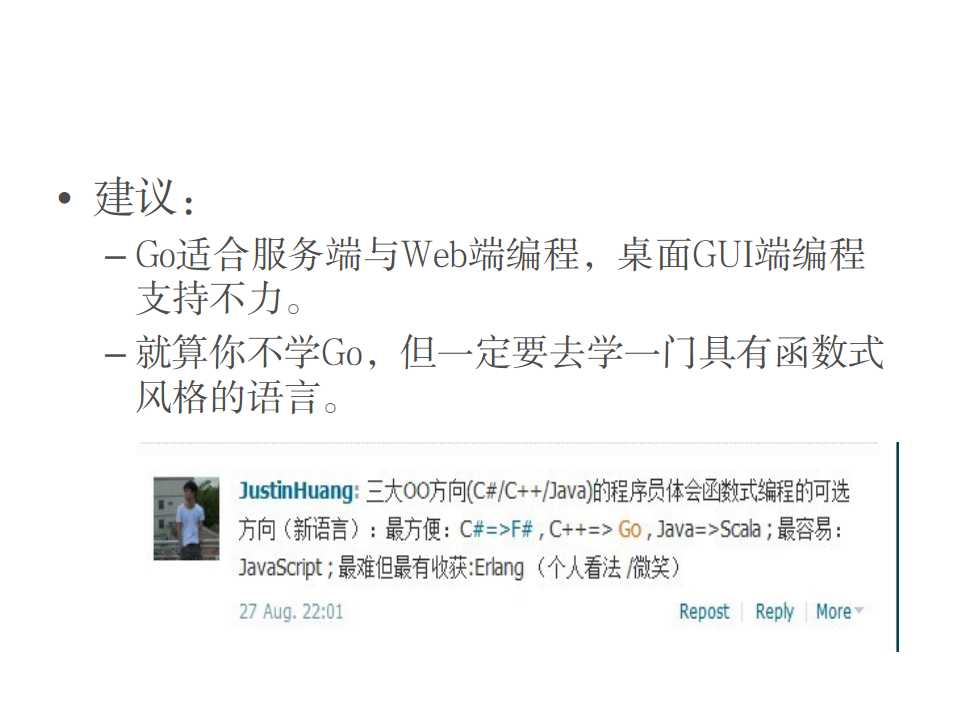 • 建议：
– Go适合服务端与Web端编程，桌面GUI端编程
支持不力。
– 就算你不学Go，但一定要去学一门具有函数式
风格的语言。
JustinHuang: 三大OO方向(C#/C++/Java)的程序员体会函数式编程的可选
方向（新语言）: 最方便: C#=>F# , C++=> Go , Java=>Scala ; 最容易:
JavaScript ; 最难但最有收获:Erlang （个人看法 /微笑）
27 Aug. 22:01 Repost | Reply | More